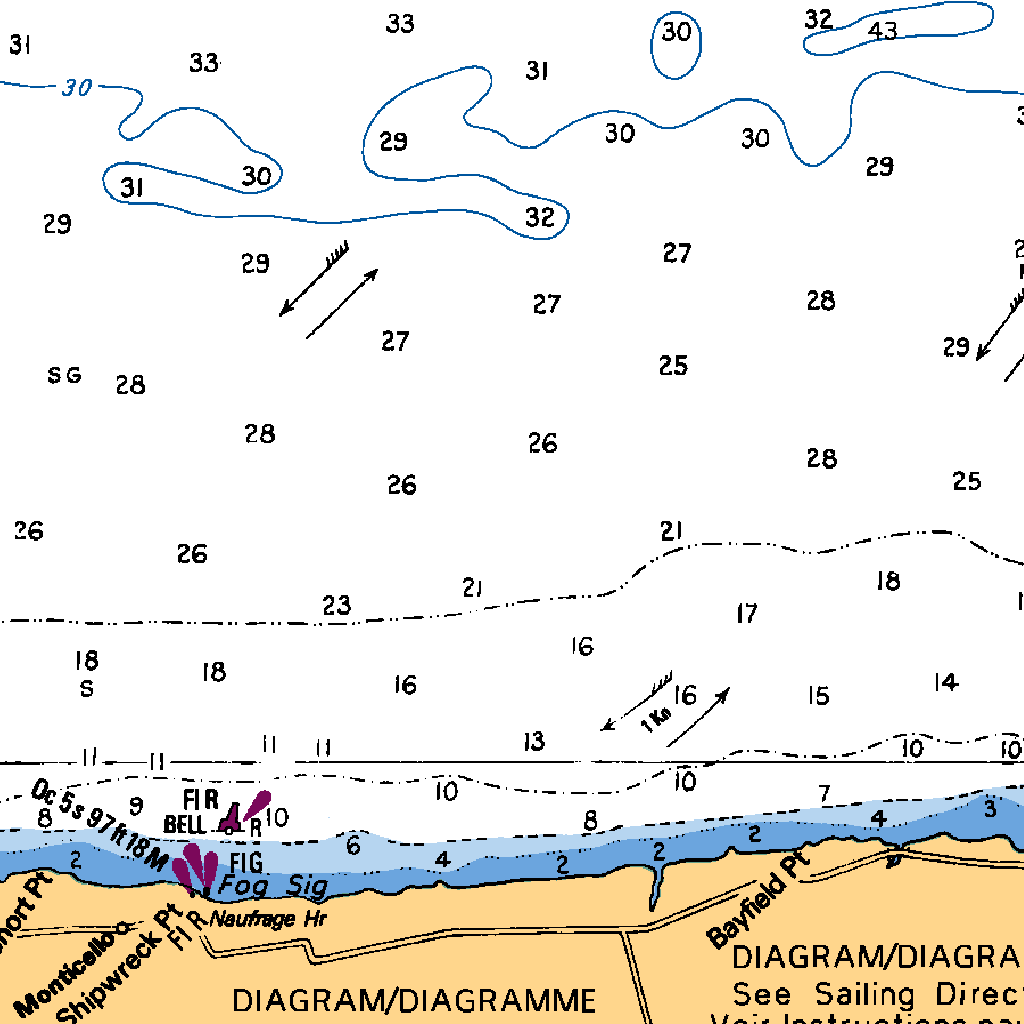 33 32
31 30 43
33 31
30
29 30 30
31 30 29
29 32
29 27
27 28
27 29
S G 28 25
28 26 28
26 25
26 26 21
23 21 18
17
18 18 16
S 16 16 15 14
1 Kn
11 11 11 11 13 10 10
Oc 5s 97ft 18M
9 Fl R 10 10 10 7
8 BELL R 8 4 3
2 6 4 2 2 2
Fl G
Fog Sig
Naufrage Hr
Fl R
Monticello
Shipwreck Pt
Bayfield Pt
DIAGRAM/DIAGRAMME
DIAGRAM/DIAGRA
See Sailing Direc